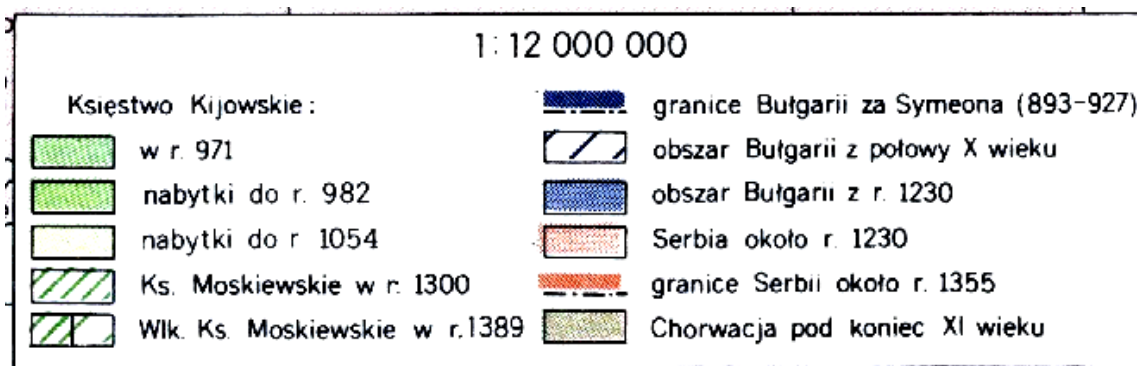 1:12 000 000
Księstwo Kijowskie:
w r. 971
nabytki do r. 982
nabytki do r 1054
Ks. Moskiewskie w r. 1300
Wlk. Ks. Moskiewskie w r.1389
granice Bułgarii za Symeona (893-927)
obszar Bułgarii z połowy X wieku
obszar Bułgarii z r. 1230
Serbia około r. 1230
granice Serbii około r. 1355
Chorwacja pod koniec XI wieku